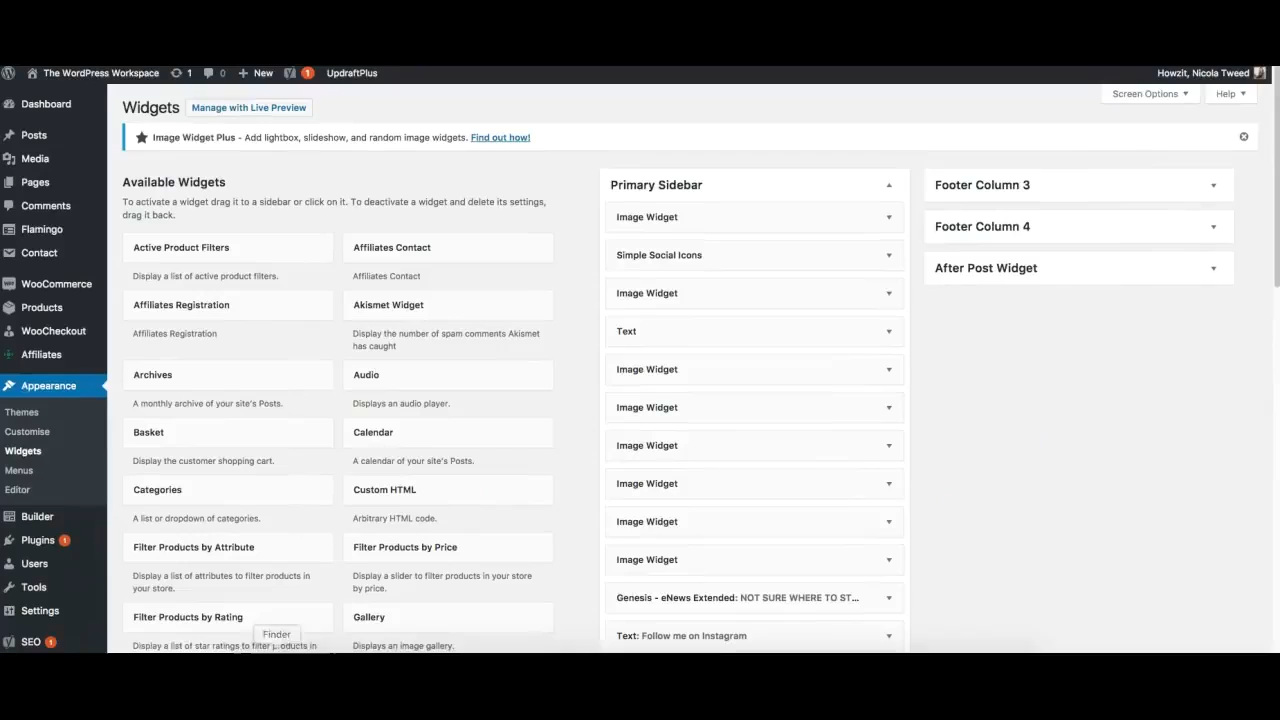 The WordPress Workspace 1 0 New 1 UpdraftPlus Howzit, Nicola Tweed
Dashboard
Posts
Media
Pages
Comments
Flamingo
Contact
WooCommerce
Products
WooCheckout
Affiliates
Appearance
Themes
Customise
Widgets
Menus
Editor
Builder
Plugins 1
Users
Tools
Settings
SEO 1
Screen Options Help
Widgets Manage with Live Preview
Image Widget Plus - Add lightbox, slideshow, and random image widgets. Find out how!
Available Widgets
To activate a widget drag it to a sidebar or click on it. To deactivate a widget and delete its settings,
drag it back.
Active Product Filters
Display a list of active product filters.
Affiliates Contact
Affiliates Contact
Affiliates Registration
Affiliates Registration
Akismet Widget
Display the number of spam comments Akismet
has caught
Archives
A monthly archive of your site's Posts.
Audio
Displays an audio player.
Basket
Display the customer shopping cart.
Calendar
A calendar of your site's Posts.
Categories
A list or dropdown of categories.
Custom HTML
Arbitrary HTML code.
Filter Products by Attribute
Display a list of attributes to filter products in
your store.
Filter Products by Price
Display a slider to filter products in your store
by price.
Filter Products by Rating
Display a list of star ratings to filter products in
Gallery
Displays an image gallery.
Finder
Primary Sidebar
Image Widget
Simple Social Icons
Image Widget
Text
Image Widget
Image Widget
Image Widget
Image Widget
Image Widget
Image Widget
Genesis - eNews Extended: NOT SURE WHERE TO ST...
Text: Follow me on Instagram
Footer Column 3
Footer Column 4
After Post Widget